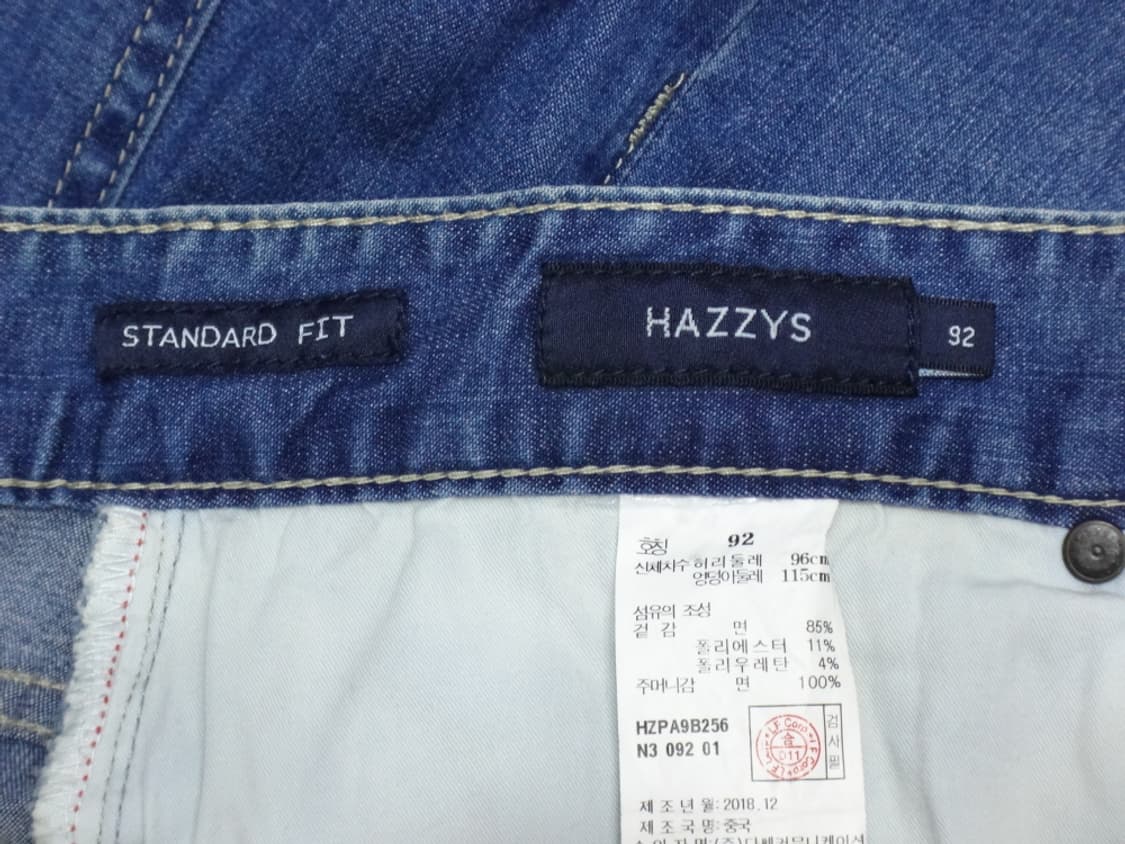 STANDARD FIT
HAZZYS
92
호칭 92
신체치수 허리둘레 96cm
엉덩이둘레 115cm
섬유의 조성
겉감 면 85%
폴리에스터 11%
폴리우레탄 4%
주머니감 면 100%
HZPA9B256
N3 092 01
LF Corp
011
검사필
제조년월: 2018.12
제조국명: 중국